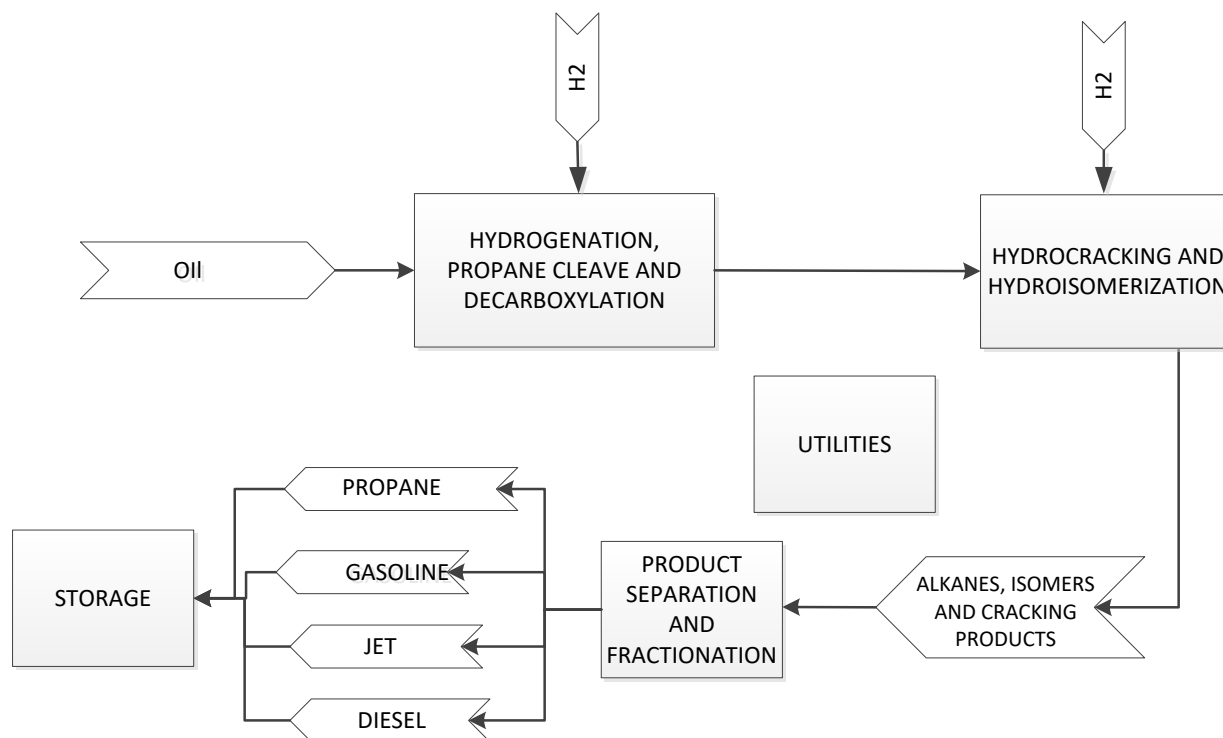 H2
H2
OIl
HYDROGENATION,
PROPANE CLEAVE AND
DECARBOXYLATION
HYDROCRACKING AND
HYDROISOMERIZATION
UTILITIES
PROPANE
GASOLINE
JET
DIESEL
STORAGE
PRODUCT
SEPARATION
AND
FRACTIONATION
ALKANES, ISOMERS
AND CRACKING
PRODUCTS